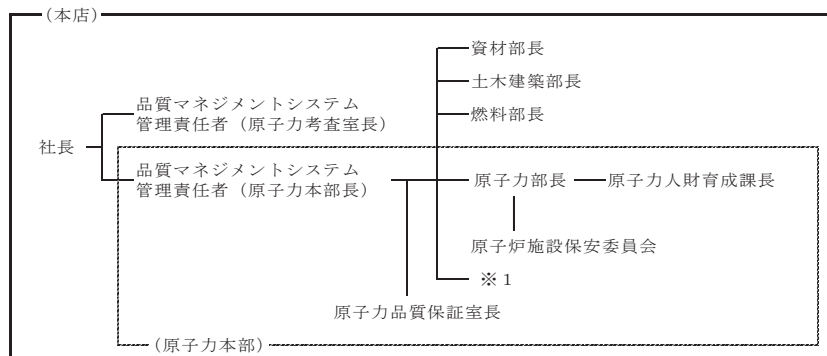 (本店)
資材部長
土木建築部長
燃料部長
品質マネジメントシステム
管理責任者（原子力考査室長）
社長
品質マネジメントシステム
管理責任者（原子力本部長）
原子力部長
原子力人財育成課長
原子炉施設保安委員会
※１
原子力品質保証室長
(原子力本部)